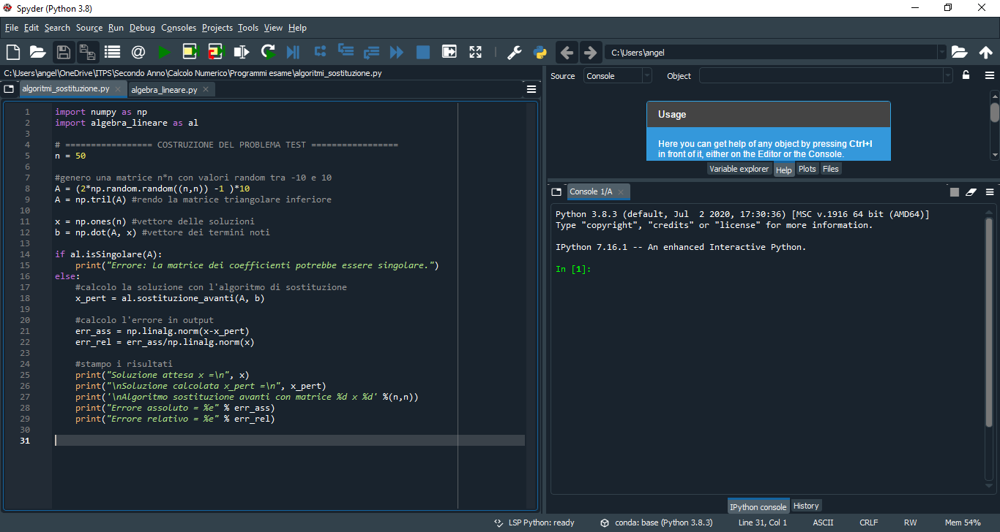 Spyder (Python 3.8)
File Edit Search Source Run Debug Consoles Projects Tools View Help
C:\Users\angel
C:\Users\angel\OneDrive\ITPS\Secondo Anno\Calcolo Numerico\Programmi esame\algoritmi_sostituzione.py
algoritmi_sostituzione.py
algebra_lineare.py
1 import numpy as np
2 import algebra_lineare as al
3
4 # ================= COSTRUZIONE DEL PROBLEMA TEST =================
5 n = 50
6
7 #genero una matrice n*n con valori random tra -10 e 10
8 A = (2*np.random.random((n,n)) -1 )*10
9 A = np.tril(A) #rendo la matrice triangolare inferiore
10
11 x = np.ones(n) #vettore delle soluzioni
12 b = np.dot(A, x) #vettore dei termini noti
13
14 if al.isSingolare(A):
15     print("Errore: La matrice dei coefficienti potrebbe essere singolare.")
16 else:
17     #calcolo la soluzione con l'algoritmo di sostituzione
18     x_pert = al.sostituzione_avanti(A, b)
19
20     #calcolo l'errore in output
21     err_ass = np.linalg.norm(x-x_pert)
22     err_rel = err_ass/np.linalg.norm(x)
23
24     #stampo i risultati
25     print("Soluzione attesa x =\n", x)
26     print("\nSoluzione calcolata x_pert =\n", x_pert)
27     print('\nAlgoritmo sostituzione avanti con matrice %d x %d' %(n,n))
28     print("Errore assoluto = %e" % err_ass)
29     print("Errore relativo = %e" % err_rel)
30
31
Source Console Object
Usage
Here you can get help of any object by pressing Ctrl+I
in front of it, either on the Editor or the Console.
Variable explorer Help Plots Files
Console 1/A
Python 3.8.3 (default, Jul  2 2020, 17:30:36) [MSC v.1916 64 bit (AMD64)]
Type "copyright", "credits" or "license" for more information.
IPython 7.16.1 -- An enhanced Interactive Python.
In [1]:
IPython console History
LSP Python: ready conda: base (Python 3.8.3) Line 31, Col 1 ASCII CRLF RW Mem 54%